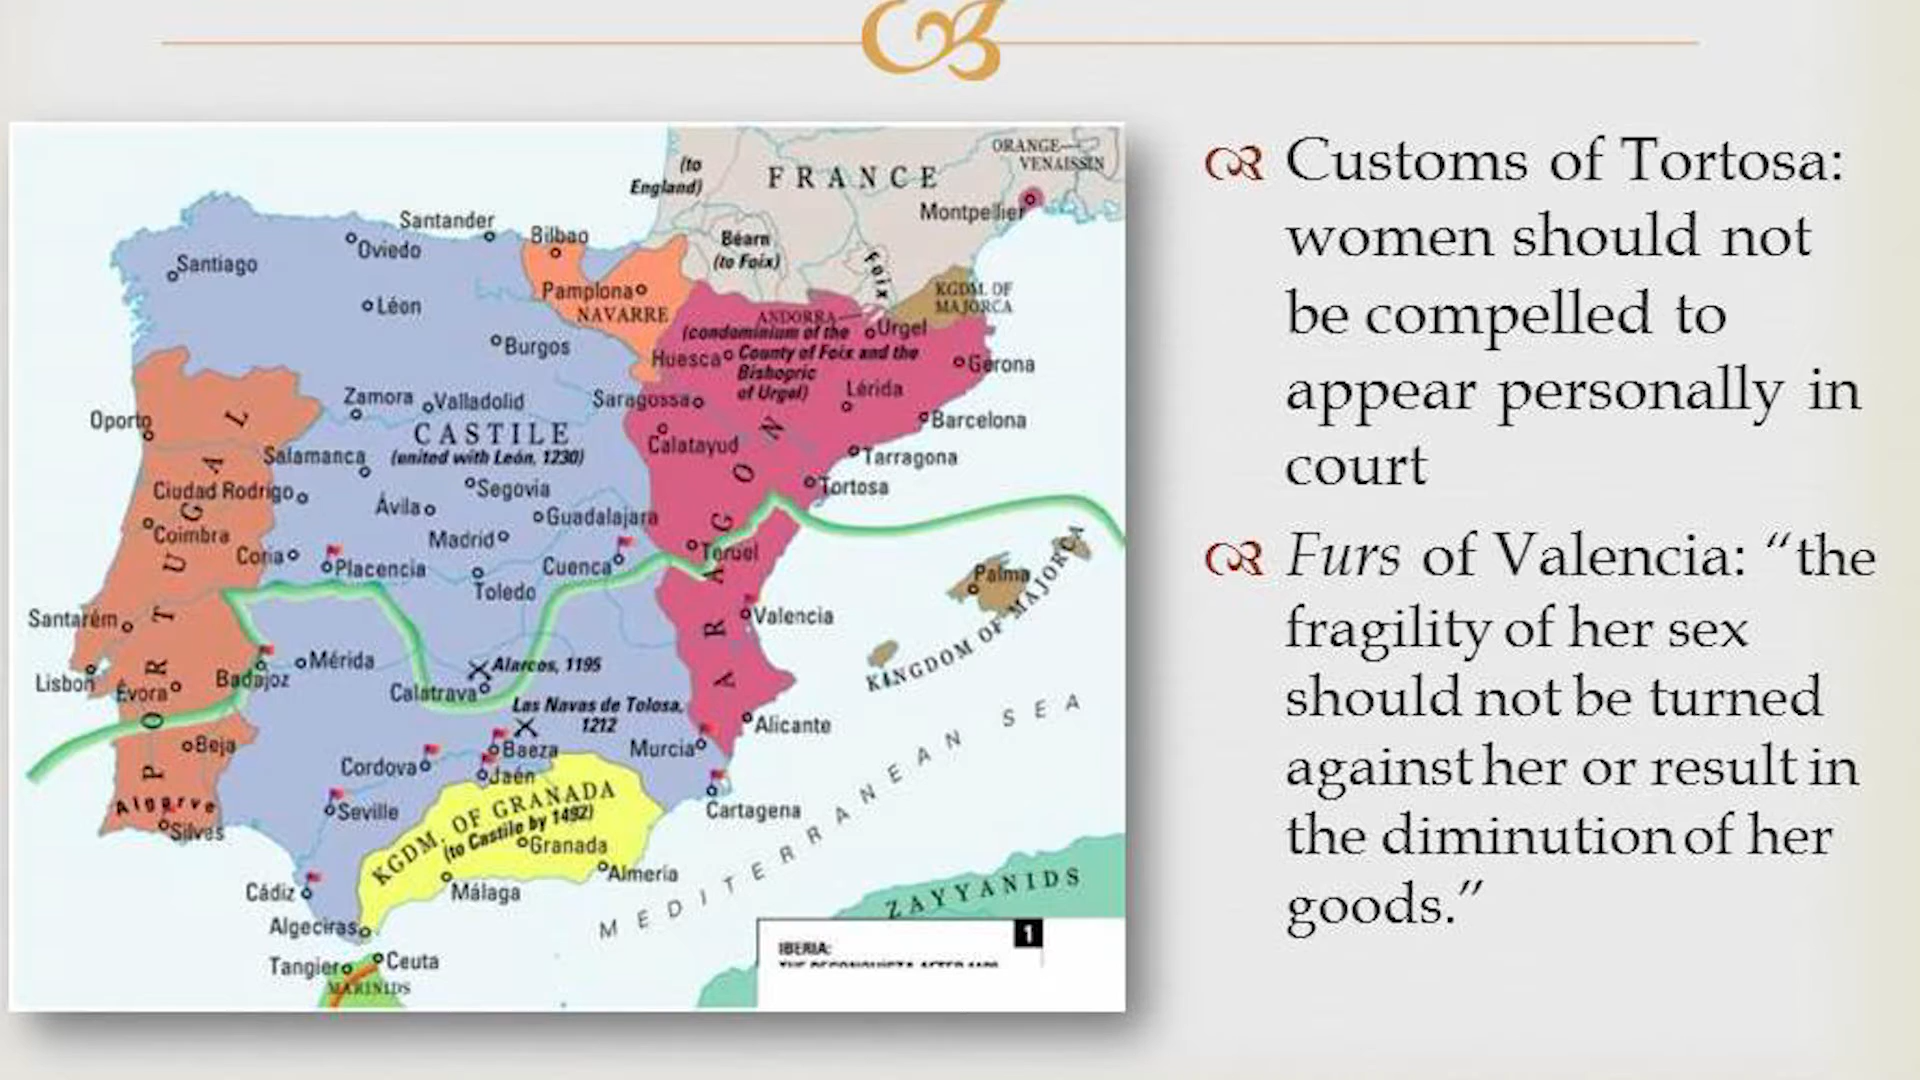 (to
England)
FRANCE
ORANGE-
VENAISSIN
Montpellier
Béarn
(to Foix)
Foix
Santander
Bilbao
Oviedo
Santiago
Pamplona
NAVARRE
KGDM. OF
MAJORCA
Léon
ANDORRA
(condominium of the
County of Foix and the
Bishopric
of Urgel)
Urgel
Burgos
Huesca
Gerona
Zamora
Valladolid
Saragossa
Lérida
Oporto
CASTILE
(united with León, 1230)
Calatayud
Barcelona
Salamanca
Tarragona
Ciudad Rodrigo
Segovia
Tortosa
Ávila
Guadalajara
Coimbra
Madrid
Coria
Placencia
Cuenca
Teruel
Toledo
Palma
KINGDOM OF MAJORCA
Santarém
Valencia
PORTUGAL
ARAGON
Lisbon
Évora
Badajoz
Mérida
Alarcos, 1195
Calatrava
Las Navas de Tolosa,
1212
Alicante
Beja
Cordova
Baeza
Murcia
Jaén
Algarve
Silves
Seville
KGDM. OF GRANADA
(to Castile by 1492)
Cartagena
Granada
Almería
Cádiz
Málaga
MEDITERRANEAN SEA
ZAYYANIDS
Algeciras
Tangier
Ceuta
MARINIDS
1
IBERIA:
Customs of Tortosa:
women should not
be compelled to
appear personally in
court
Furs of Valencia: “the
fragility of her sex
should not be turned
against her or result in
the diminution of her
goods.”